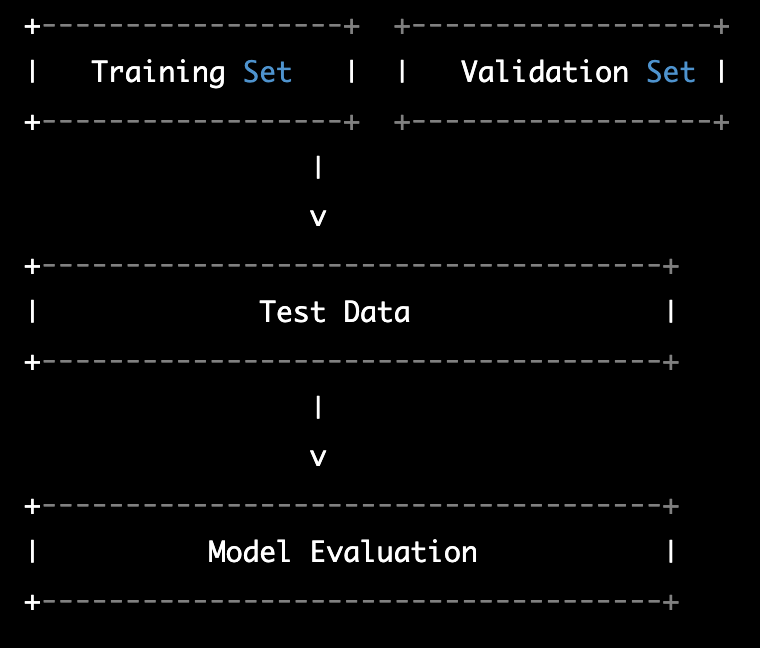 +------------------+  +------------------+
|   Training Set   |  |   Validation Set |
+------------------+  +------------------+
                 |
                 v
+-------------------------------------+
|             Test Data               |
+-------------------------------------+
                 |
                 v
+-------------------------------------+
|          Model Evaluation           |
+-------------------------------------+